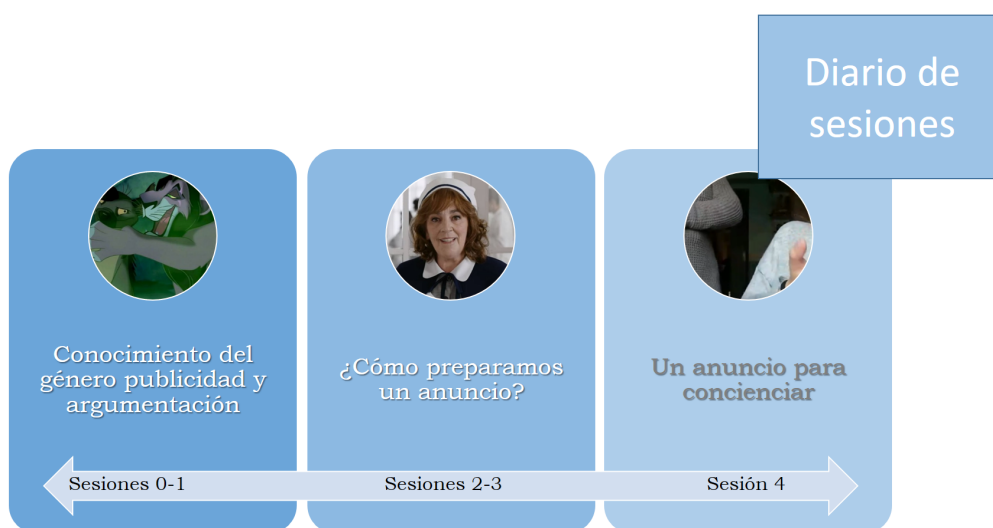 Diario de
sesiones
Conocimiento del
género publicidad y
argumentación
¿Cómo preparamos
un anuncio?
Un anuncio para
concienciar
Sesiones 0-1
Sesiones 2-3
Sesión 4